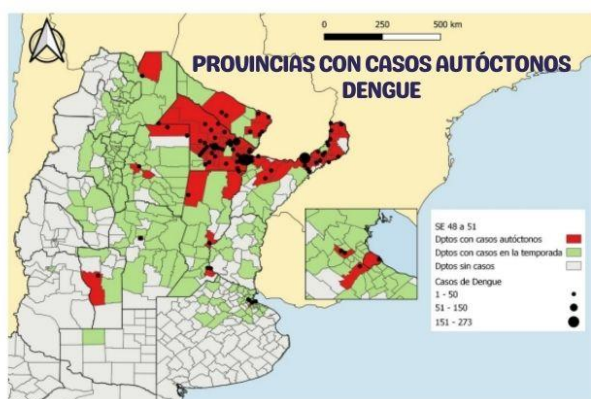 0 250 500 km
PROVINCIAS CON CASOS AUTÓCTONOS
DENGUE
SE 48 a 51
Dptos con casos autóctonos
Dptos con casos en la temporada
Dptos sin casos
Casos de Dengue
1 - 50
51 - 150
151 - 273